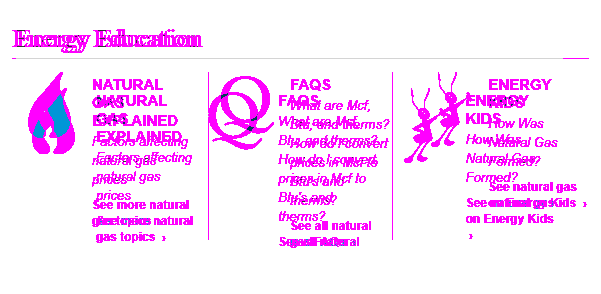 Energy Education
NATURAL
GAS
EXPLAINED
Factors affecting
natural gas
prices
See more natural
gas topics ›
FAQS
What are Mcf,
Btu, and therms?
How do I convert
prices in Mcf to
Btu's and
therms?
See all natural
gas FAQs ›
ENERGY
KIDS
How Was
Natural Gas
Formed?
See natural gas
on Energy Kids
›